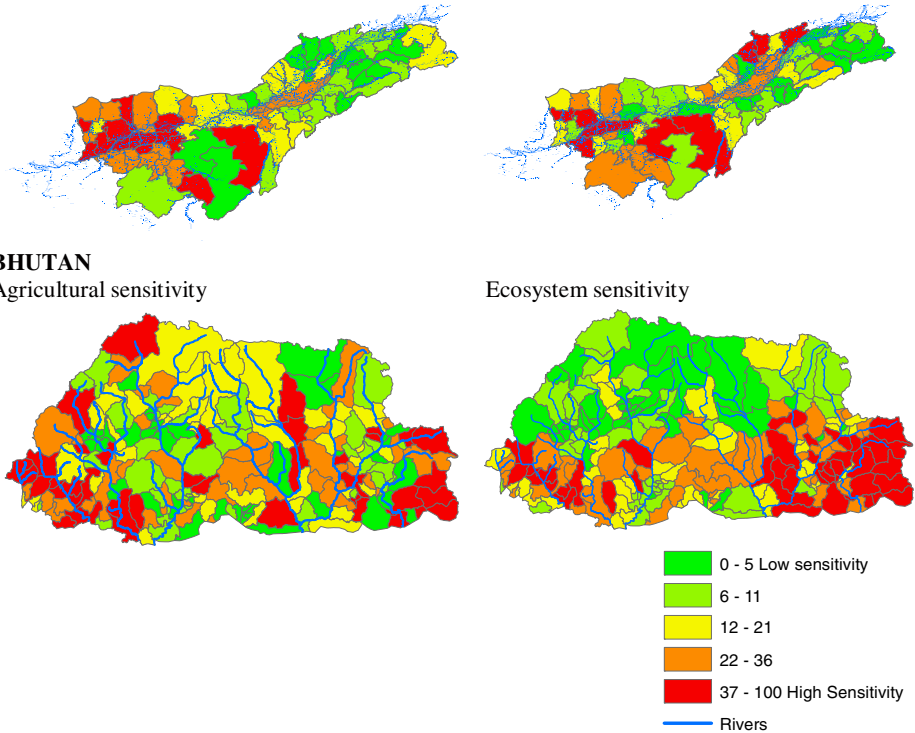 BHUTAN
Agricultural sensitivity
Ecosystem sensitivity
0 - 5 Low sensitivity
6 - 11
12 - 21
22 - 36
37 - 100 High Sensitivity
Rivers